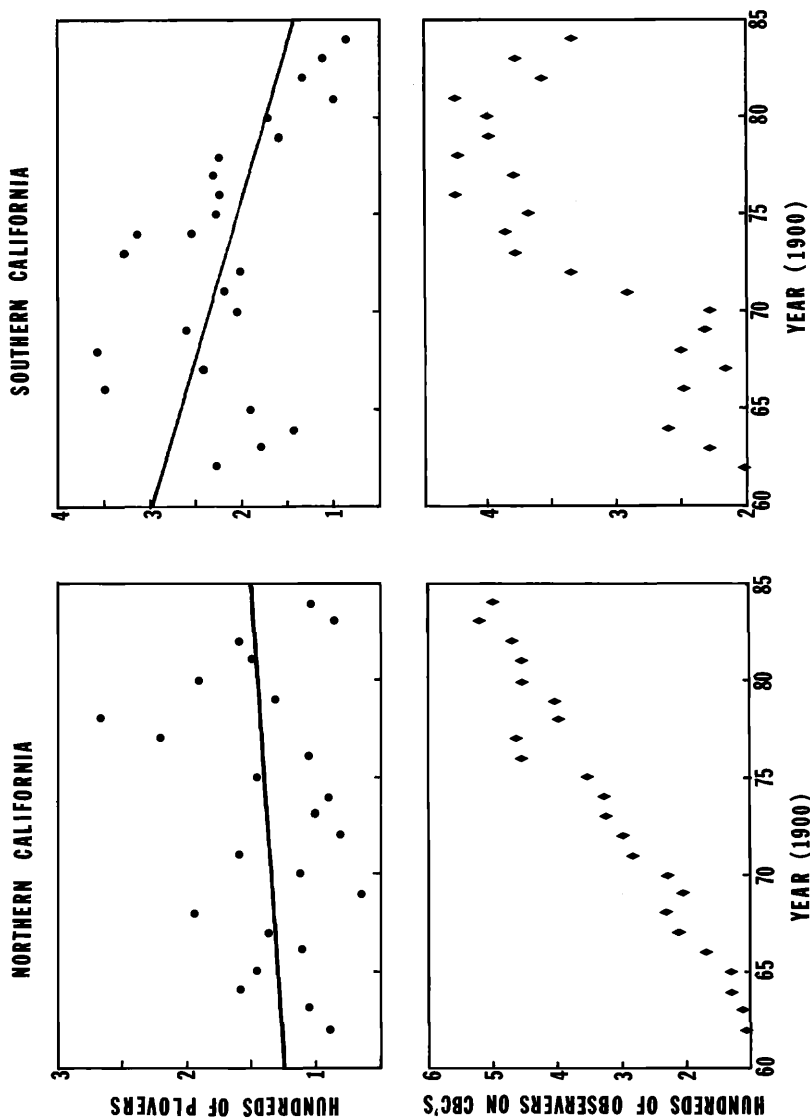 NORTHERN CALIFORNIA
HUNDREDS OF PLOVERS
3
2
1
SOUTHERN CALIFORNIA
4
3
2
1
HUNDREDS OF OBSERVERS ON CBC'S
6
5
4
3
2
60 65 70 75 80 85
YEAR (1900)
4
3
2
60 65 70 75 80 85
YEAR (1900)